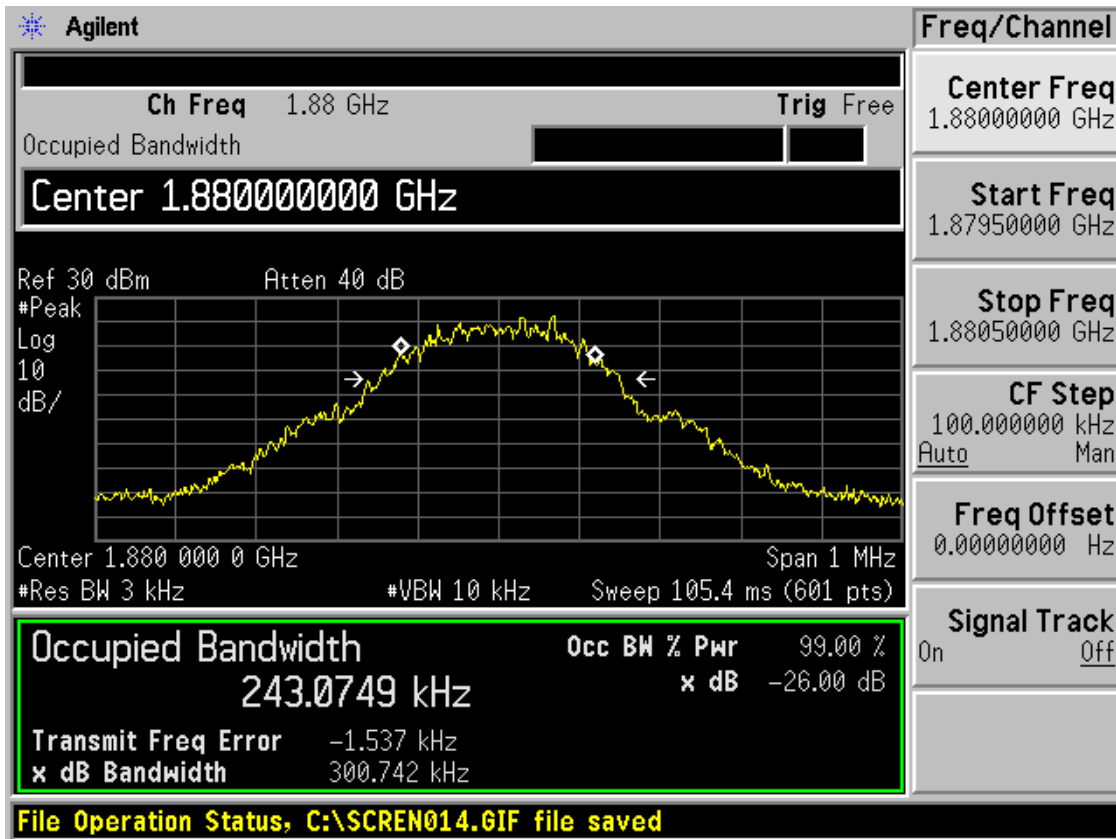 Agilent
Freq/Channel
Ch Freq 1.88 GHz Trig Free
Occupied Bandwidth
Center 1.880000000 GHz
Ref 30 dBm Atten 40 dB
#Peak
Log
10
dB/
Center 1.880 000 0 GHz Span 1 MHz
#Res BW 3 kHz #VBW 10 kHz Sweep 105.4 ms (601 pts)
Occupied Bandwidth
243.0749 kHz
Occ BW % Pwr 99.00 %
x dB -26.00 dB
Transmit Freq Error -1.537 kHz
x dB Bandwidth 300.742 kHz
Center Freq
1.88000000 GHz
Start Freq
1.87950000 GHz
Stop Freq
1.88050000 GHz
CF Step
100.000000 kHz
Auto Man
Freq Offset
0.00000000 Hz
Signal Track
On Off
File Operation Status, C:\SCREN014.GIF file saved